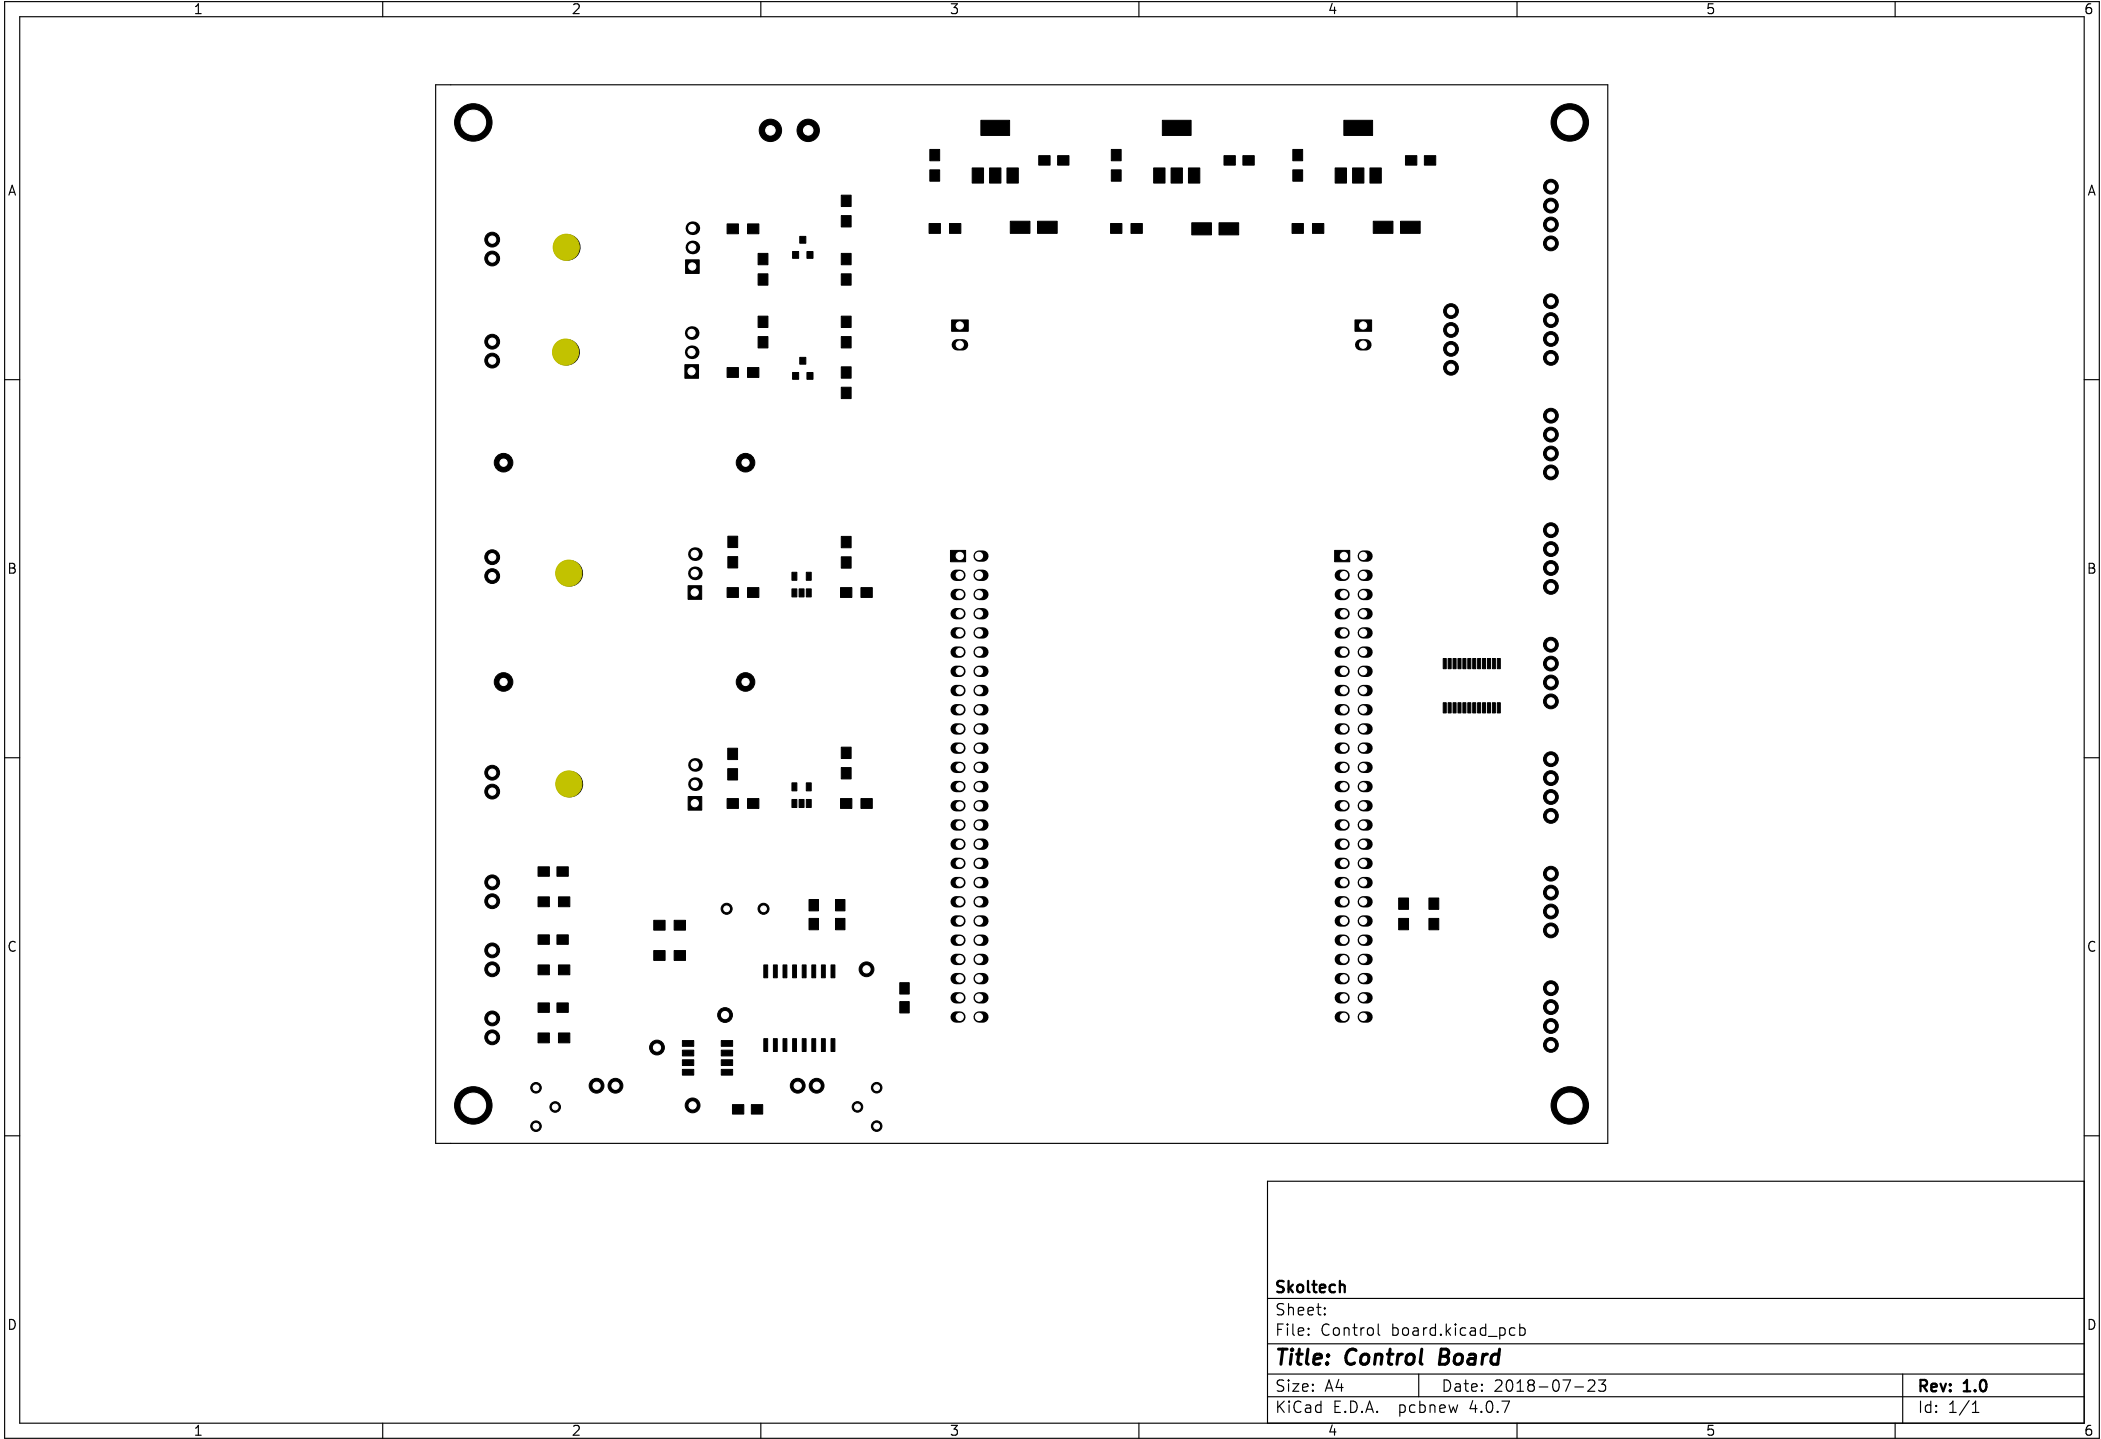 1 2 3 4 5 6
A A
B B
C C
D D
Skoltech
Sheet:
File: Control board.kicad_pcb
Title: Control Board
Size: A4 Date: 2018-07-23 Rev: 1.0
KiCad E.D.A. pcbnew 4.0.7 Id: 1/1
1 2 3 4 5 6